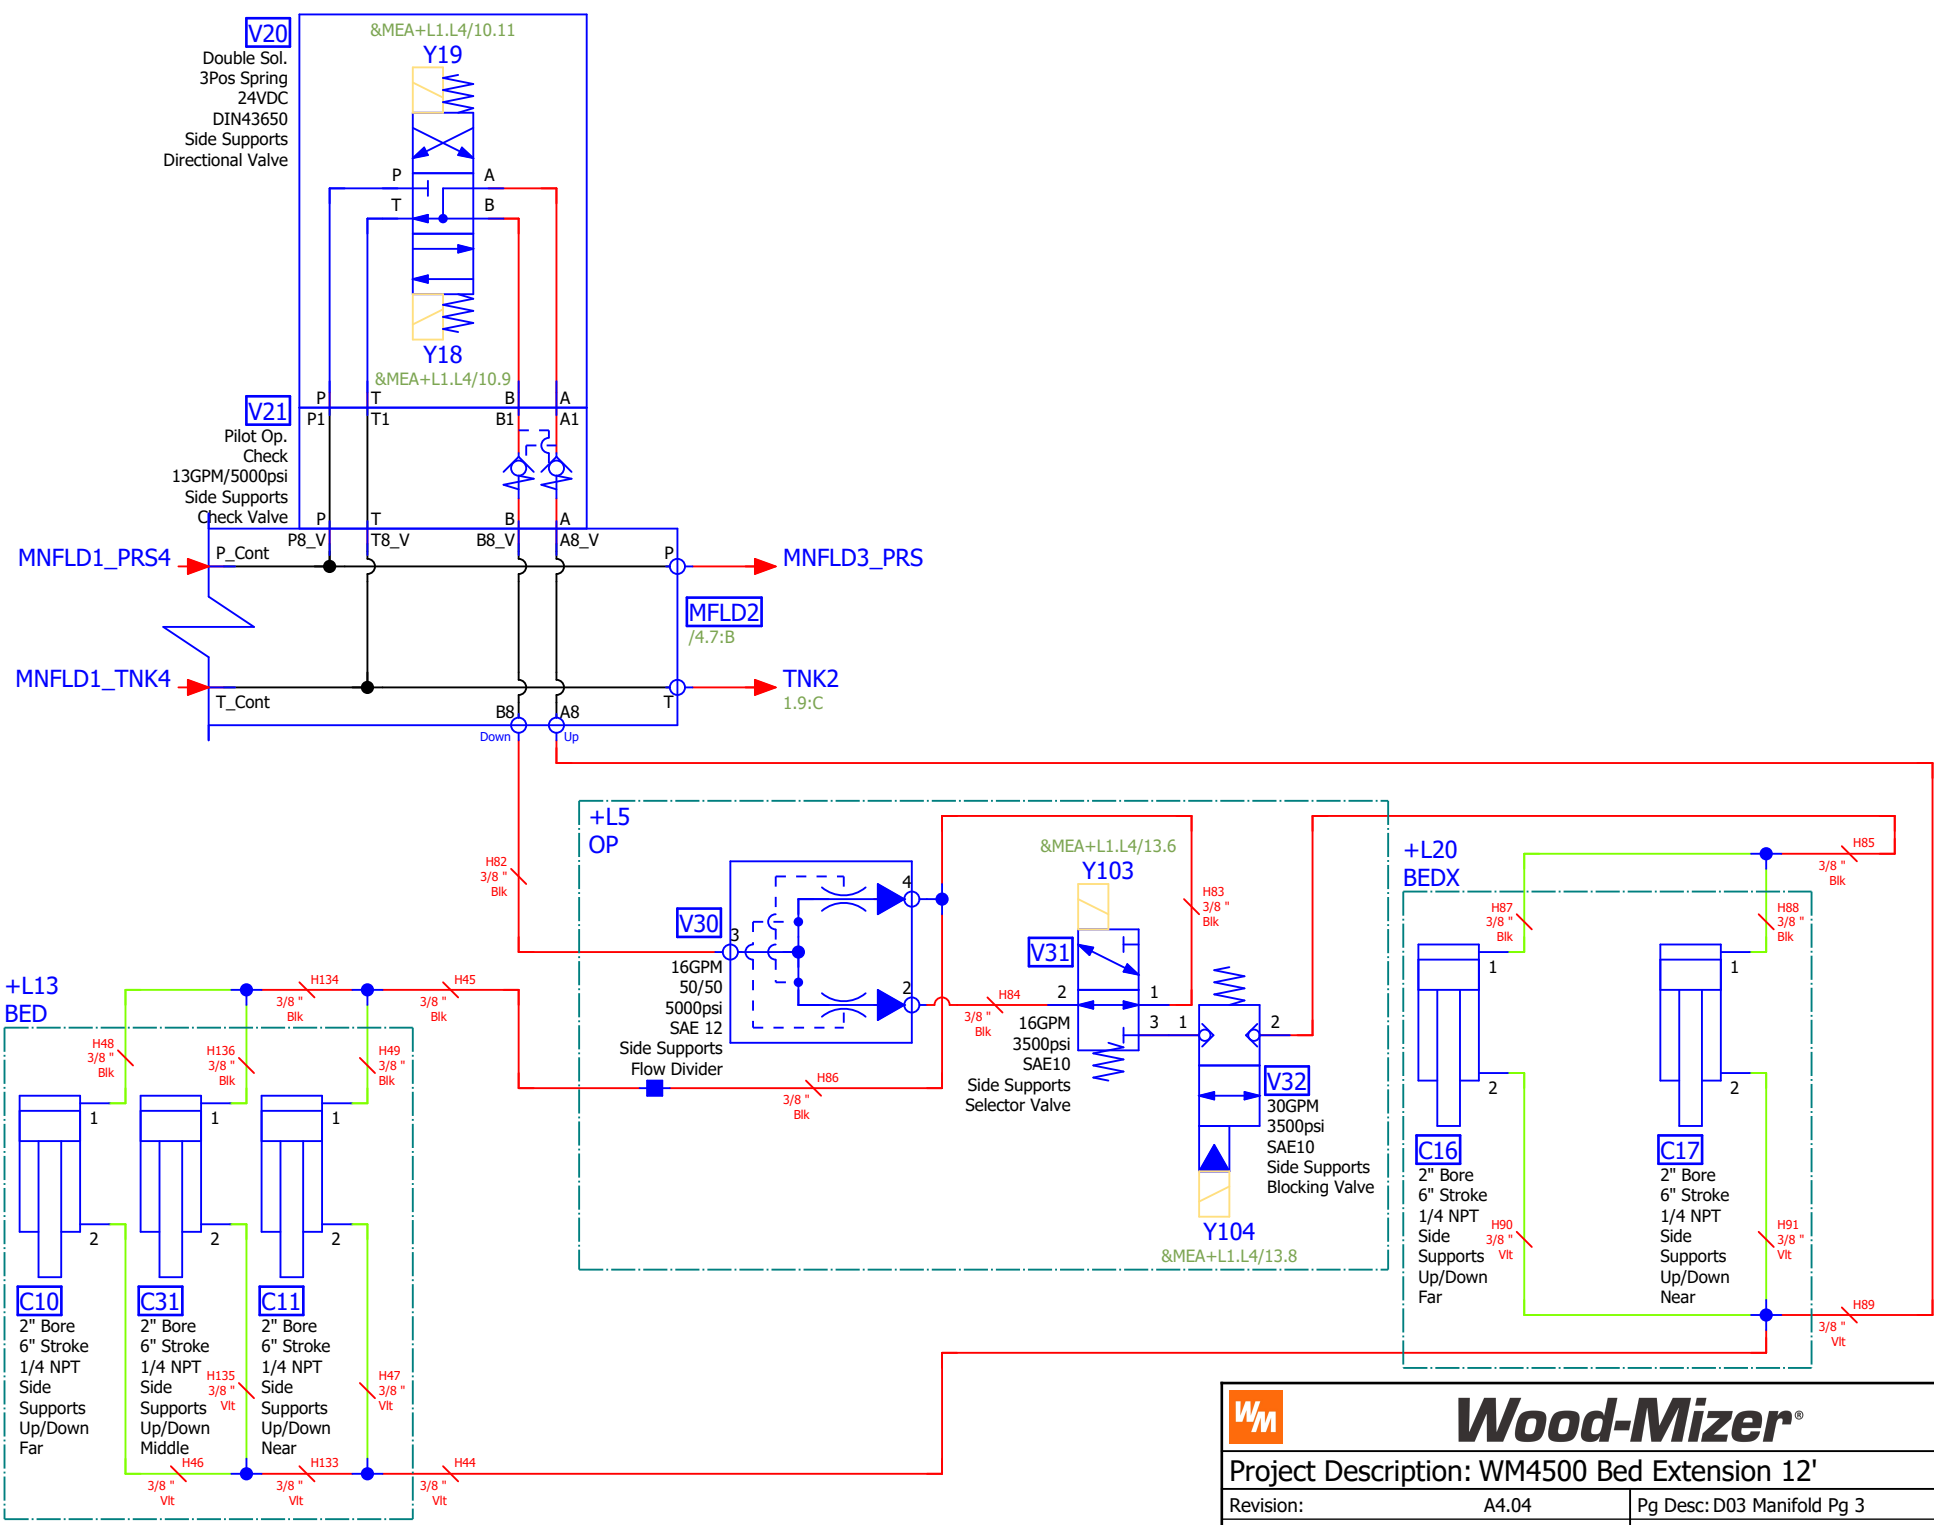 V20
Double Sol.
3Pos Spring
24VDC
DIN43650
Side Supports
Directional Valve
&MEA+L1.L4/10.11
Y19
P
A
T
B
Y18
&MEA+L1.L4/10.9
P
T
B
A
V21
P1
T1
B1
A1
Pilot Op.
Check
13GPM/5000psi
Side Supports
Check Valve
P
T
B
A
P8_V
T8_V
B8_V
A8_V
MNFLD1_PRS4
P_Cont
P
MNFLD3_PRS
MFLD2
/4.7:B
MNFLD1_TNK4
T_Cont
T
TNK2
1.9:C
B8
A8
Down
Up
+L5
OP
H82
3/8 "
Blk
V30
3
4
2
16GPM
50/50
5000psi
SAE 12
Side Supports
Flow Divider
H86
3/8 "
Blk
&MEA+L1.L4/13.6
Y103
H83
3/8 "
Blk
V31
H84
3/8 "
Blk
2
1
3
16GPM
3500psi
SAE10
Side Supports
Selector Valve
1
2
V32
30GPM
3500psi
SAE10
Side Supports
Blocking Valve
Y104
&MEA+L1.L4/13.8
+L20
BEDX
H85
3/8 "
Blk
H87
3/8 "
Blk
H88
3/8 "
Blk
1
2
1
2
C16
2" Bore
6" Stroke
1/4 NPT
Side
Supports
Up/Down
Far
H90
3/8 "
Vlt
C17
2" Bore
6" Stroke
1/4 NPT
Side
Supports
Up/Down
Near
H91
3/8 "
Vlt
H89
3/8 "
Vlt
+L13
BED
H134
3/8 "
Blk
H45
3/8 "
Blk
H48
3/8 "
Blk
H136
3/8 "
Blk
H49
3/8 "
Blk
1
2
1
2
1
2
C10
2" Bore
6" Stroke
1/4 NPT
Side
Supports
Up/Down
Far
C31
2" Bore
6" Stroke
1/4 NPT
Side
Supports
Up/Down
Middle
C11
2" Bore
6" Stroke
1/4 NPT
Side
Supports
Up/Down
Near
H135
3/8 "
Vlt
H47
3/8 "
Vlt
H46
3/8 "
Vlt
H133
3/8 "
Vlt
H44
3/8 "
Vlt
WM
Wood-Mizer®
Project Description: WM4500 Bed Extension 12'
Revision: A4.04
Pg Desc: D03 Manifold Pg 3